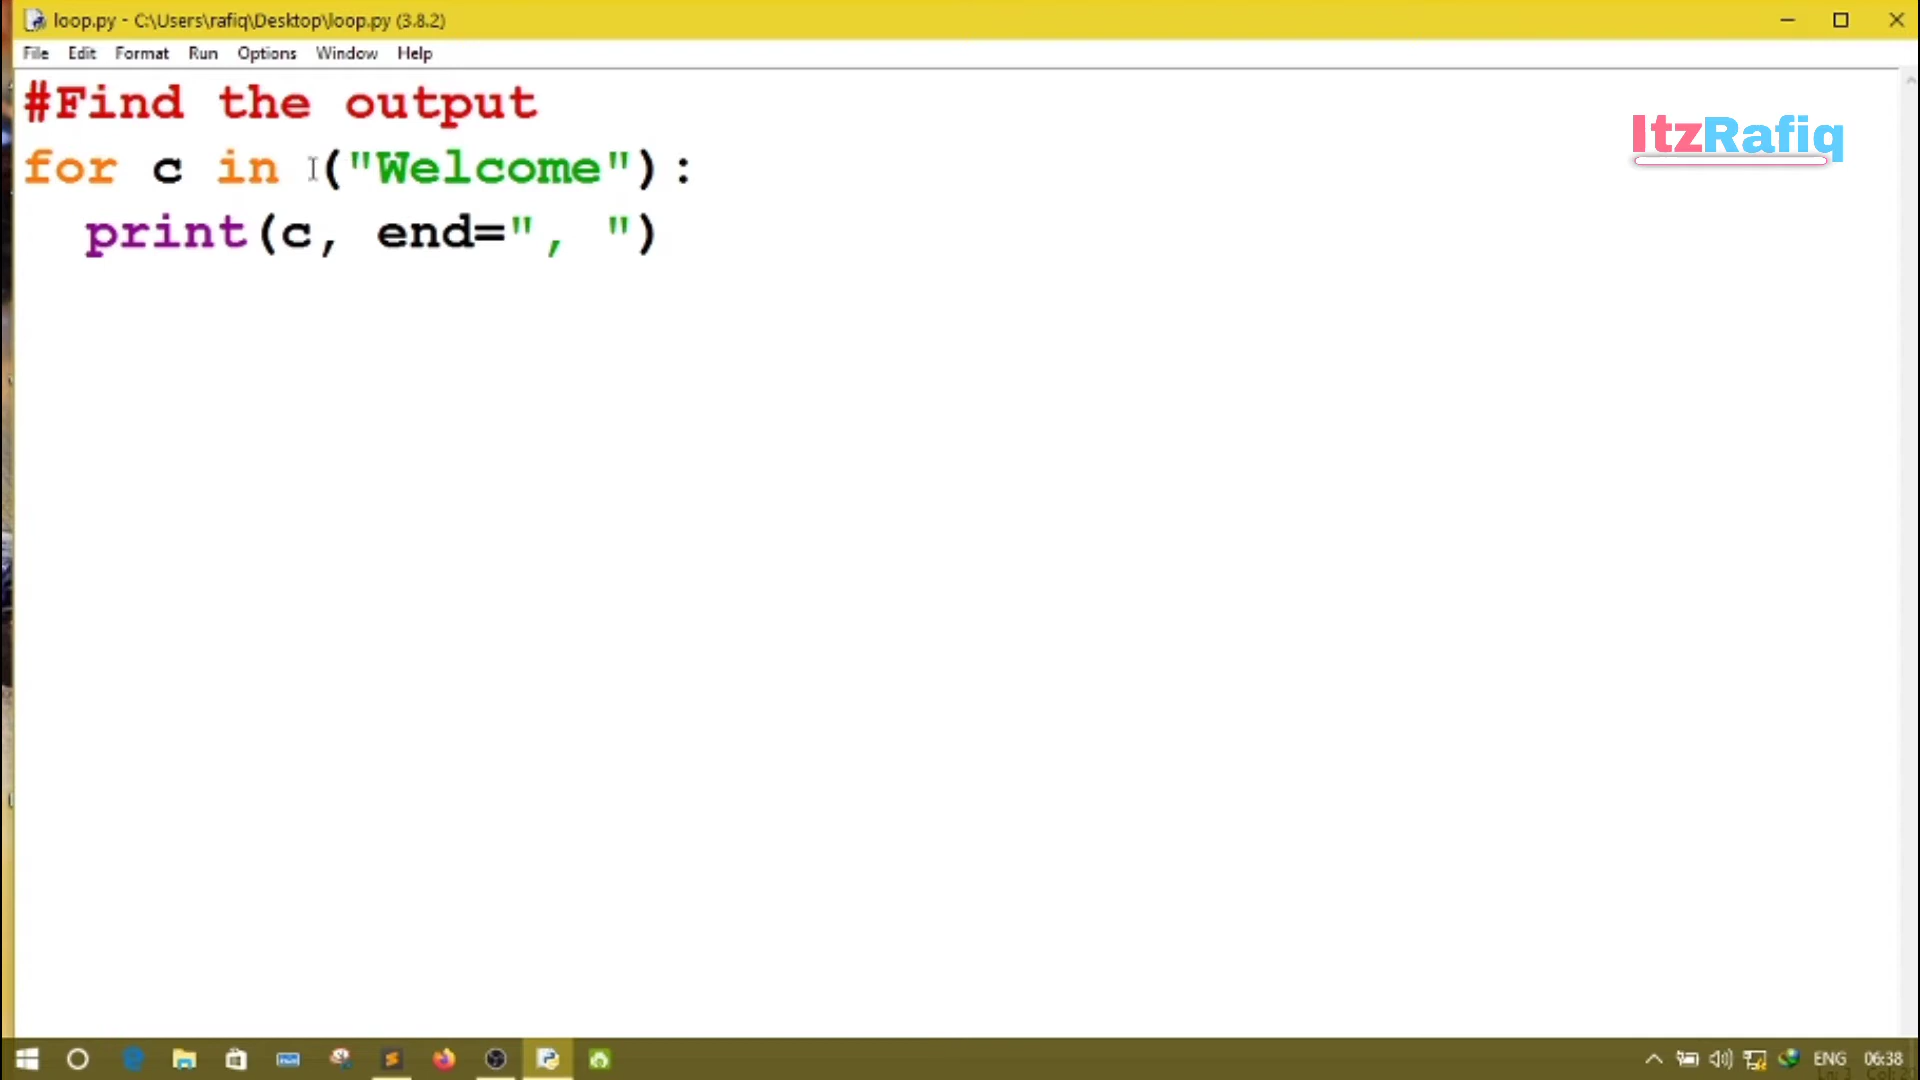 loop.py - C:\Users\rafiq\Desktop\loop.py (3.8.2)
File Edit Format Run Options Window Help
#Find the output
ItzRafiq
for c in ("Welcome"):
  print(c, end=", ")
ENG 06:38